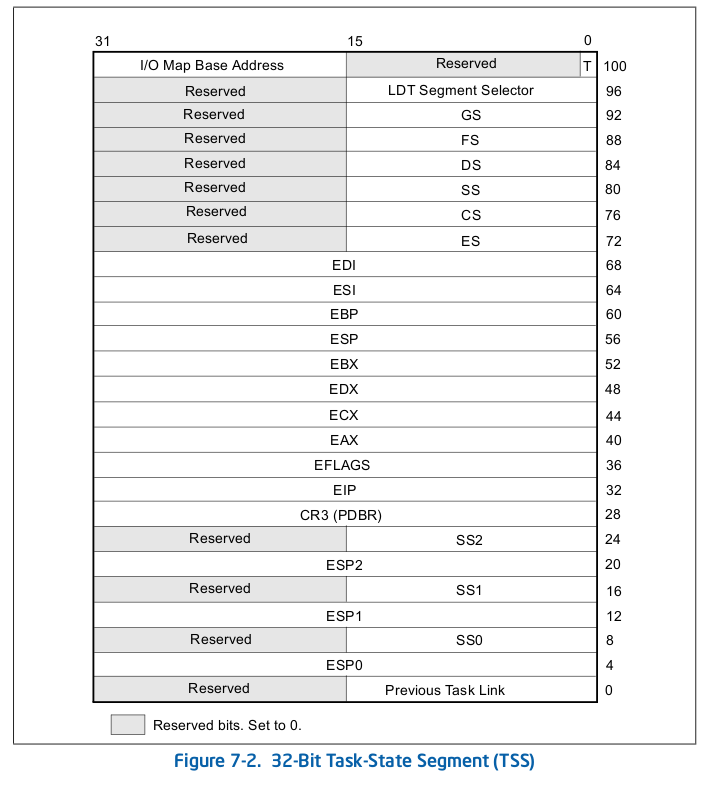 31 15 0
I/O Map Base Address Reserved T 100
Reserved LDT Segment Selector 96
Reserved GS 92
Reserved FS 88
Reserved DS 84
Reserved SS 80
Reserved CS 76
Reserved ES 72
EDI 68
ESI 64
EBP 60
ESP 56
EBX 52
EDX 48
ECX 44
EAX 40
EFLAGS 36
EIP 32
CR3 (PDBR) 28
Reserved SS2 24
ESP2 20
Reserved SS1 16
ESP1 12
Reserved SS0 8
ESP0 4
Reserved Previous Task Link 0
Reserved bits. Set to 0.
Figure 7-2. 32-Bit Task-State Segment (TSS)